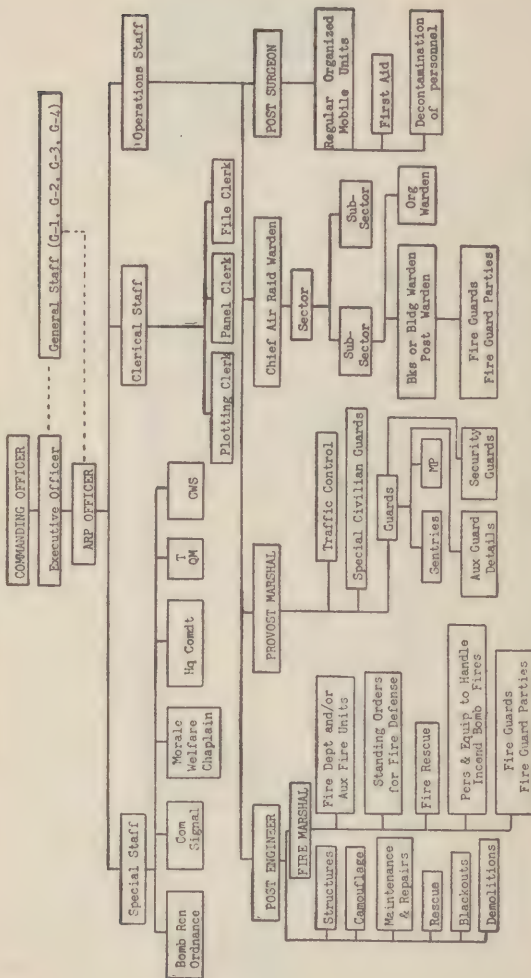 COMMANDING OFFICER
Executive Officer
General Staff (G-1, G-2, G-3, G-4)
ARP OFFICER
Special Staff
Clerical Staff
Operations Staff
Bomb Rcn
Ordnance
Com
Signal
Morale
Welfare
Chaplain
Hq Comdt
T
QM
CWS
Plotting Clerk
Panel Clerk
File Clerk
POST ENGINEER
FIRE MARSHAL
Structures
Camouflage
Maintenance
& Repairs
Rescue
Blackouts
Demolitions
Fire Dept and/or
Aux Fire Units
Standing Orders
for Fire Defense
Fire Rescue
Pers & Equip to Handle
Incend Bomb Fires
Fire Guards
Fire Guard Parties
PROVOST MARSHAL
Traffic Control
Special Civilian Guards
Guards
Sentries
MP
Aux Guard
Details
Security
Guards
Chief Air Raid Warden
Sector
Sub-
Sector
Sub-
Sector
Bks or Bldg Warden
Post Warden
Org
Warden
Fire Guards
Fire Guard Parties
POST SURGEON
Regular Organized
Mobile Units
First Aid
Decontamination
of personnel